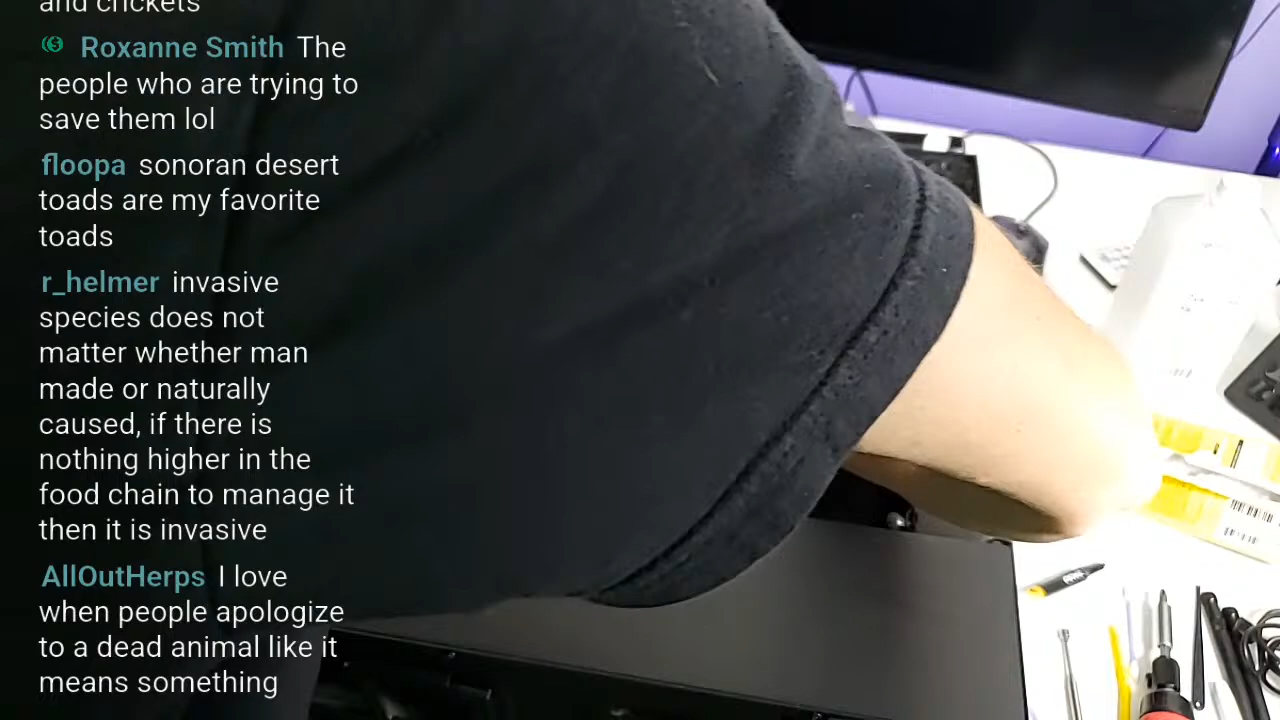 and crickets
Roxanne Smith The
people who are trying to
save them lol
floopa sonoran desert
toads are my favorite
toads
r_helmer invasive
species does not
matter whether man
made or naturally
caused, if there is
nothing higher in the
food chain to manage it
then it is invasive
AllOutHerps I love
when people apologize
to a dead animal like it
means something